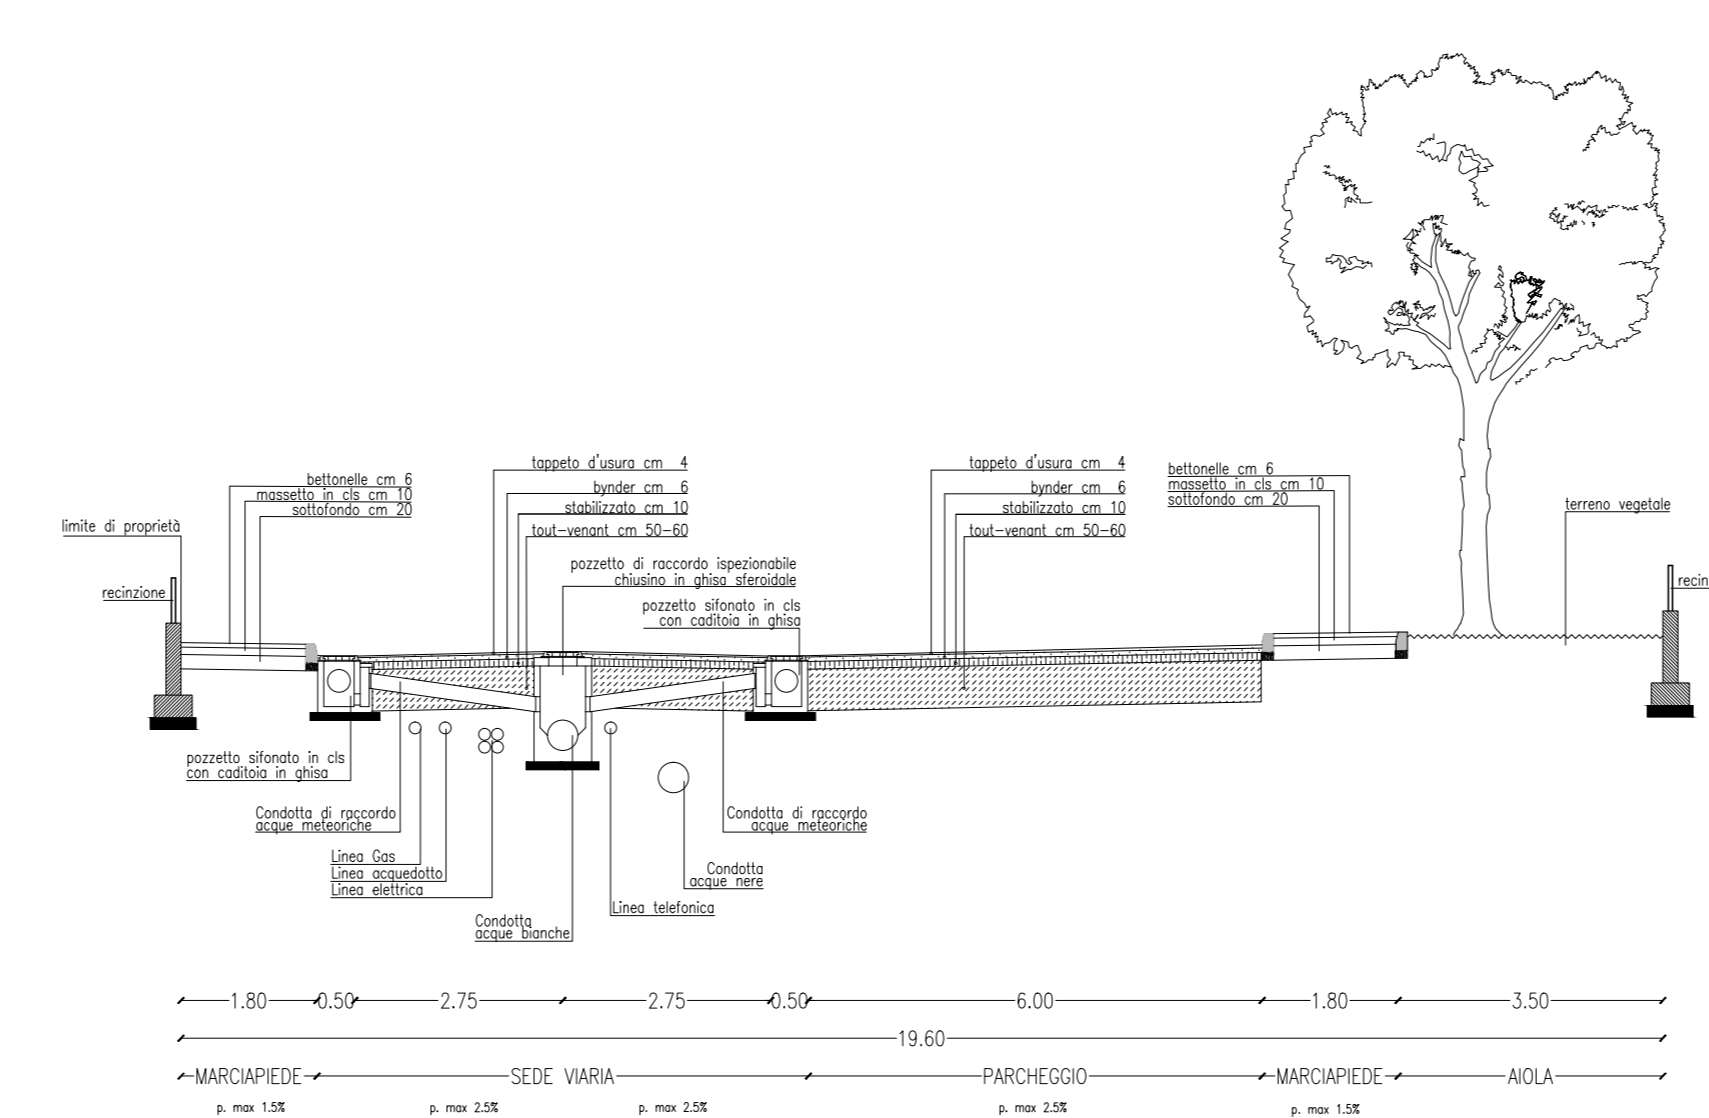 tappeto d'usura cm 4
bynder cm 6
stabilizzato cm 10
tout-venant cm 50-60
tappeto d'usura cm 4
bynder cm 6
stabilizzato cm 10
tout-venant cm 50-60
bettonelle cm 6
massetto in cls cm 10
sottofondo cm 20
bettonelle cm 6
massetto in cls cm 10
sottofondo cm 20
limite di proprietà
terreno vegetale
recinzione
recin
pozzetto di raccordo ispezionabile
chiusino in ghisa sferoidale
pozzetto sifonato in cls
con caditoia in ghisa
pozzetto sifonato in cls
con caditoia in ghisa
Condotta di raccordo
acque meteoriche
Condotta di raccordo
acque meteoriche
Linea Gas
Linea acquedotto
Linea elettrica
Condotta
acque nere
Linea telefonica
Condotta
acque bianche
1.80 0.50 2.75 2.75 0.50 6.00 1.80 3.50
19.60
MARCIAPIEDE SEDE VIARIA PARCHEGGIO MARCIAPIEDE AIOLA
p. max 1.5% p. max 2.5% p. max 2.5% p. max 2.5% p. max 1.5%